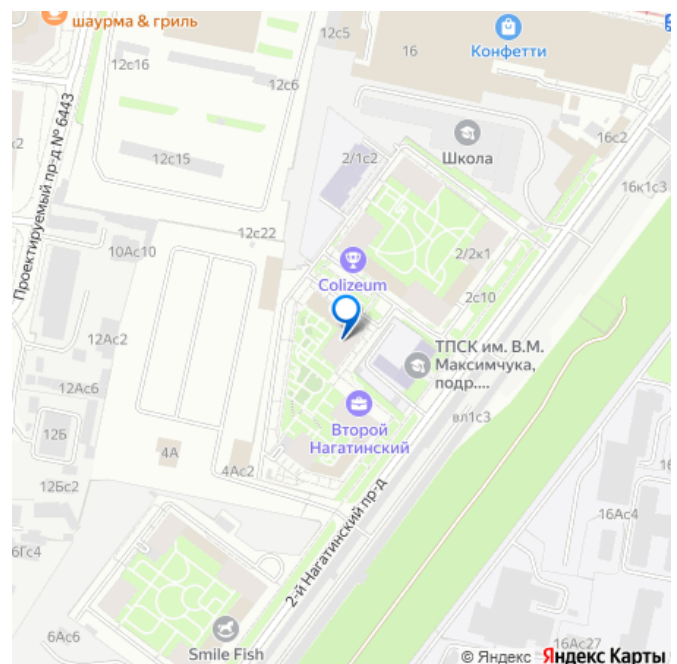 шаурма & гриль
12с5
16
Конфетти
12с16
12с6
16с2
Проектируемый пр-д № 6443
12с15
2/1с2
Школа
16к1с3
12с22
10Ас10
2/2к1
Colizeum
2с10
12Ас2
ТПСК им. В.М.
Максимчука,
подр....
12Ас6
вл1с3
12Б
Второй
Нагатинский
4А
4Ас2
12Бс2
16Ас4
2-й Нагатинский пр-д
6Гс4
6Ас6
Smile Fish
16Ас27
© Яндекс Яндекс Карты